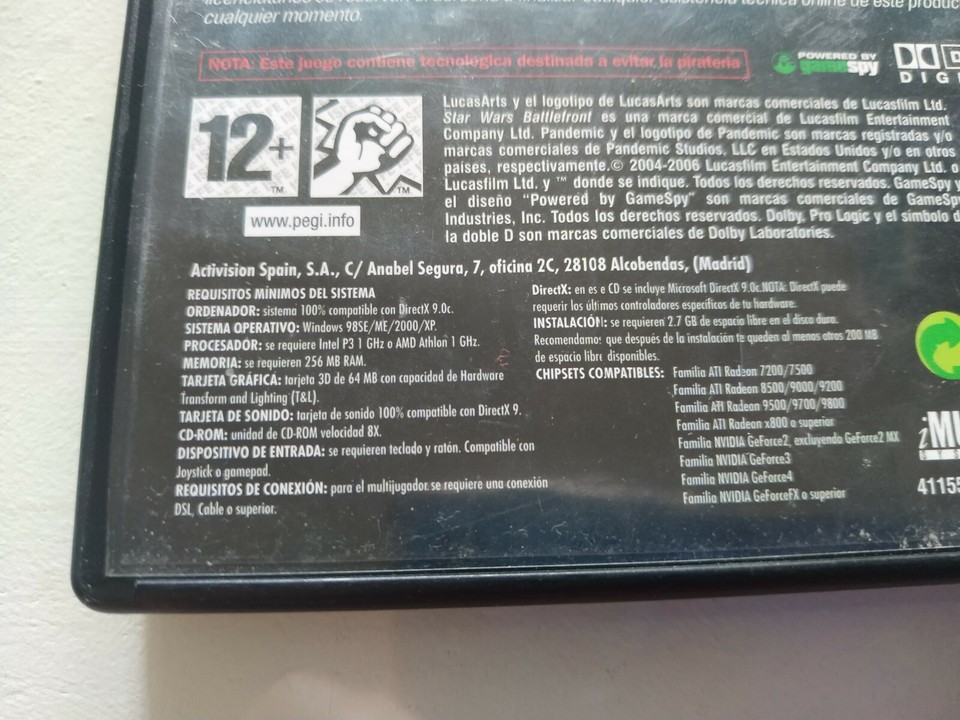 cualquier momento.
NOTA: Este juego contiene tecnológica destinada a evitar la piratería
POWERED BY
gamespy
DIGI
12+
TM
TM
www.pegi.info
LucasArts y el logotipo de LucasArts son marcas comerciales de Lucasfilm Ltd.
Star Wars Battlefront es una marca comercial de Lucasfilm Entertainment
Company Ltd. Pandemic y el logotipo de Pandemic son marcas registradas y/o
marcas comerciales de Pandemic Studios, LLC en Estados Unidos y/o en otros
países, respectivamente.© 2004-2006 Lucasfilm Entertainment Company Ltd. o
Lucasfilm Ltd. y ™ donde se indique. Todos los derechos reservados. GameSpy y
el diseño "Powered by GameSpy" son marcas comerciales de GameSpy
Industries, Inc. Todos los derechos reservados. Dolby, Pro Logic y el símbolo d
la doble D son marcas comerciales de Dolby Laboratories.
Activision Spain, S.A., C/ Anabel Segura, 7, oficina 2C, 28108 Alcobendas, (Madrid)
REQUISITOS MÍNIMOS DEL SISTEMA
ORDENADOR: sistema 100% compatible con DirectX 9.0c.
SISTEMA OPERATIVO: Windows 98SE/ME/2000/XP.
PROCESADOR: se requiere Intel P3 1 GHz o AMD Athlon 1 GHz.
MEMORIA: se requieren 256 MB RAM.
TARJETA GRÁFICA: tarjeta 3D de 64 MB con capacidad de Hardware
Transform and Lighting (T&L).
TARJETA DE SONIDO: tarjeta de sonido 100% compatible con DirectX 9.
CD-ROM: unidad de CD-ROM velocidad 8X.
DISPOSITIVO DE ENTRADA: se requieren teclado y ratón. Compatible con
Joystick o gamepad.
REQUISITOS DE CONEXIÓN: para el multijugador se requiere una conexión
DSL, Cable o superior.
DirectX: en es e CD se incluye Microsoft DirectX 9.0c.NOTA: DirectX puede
requerir los últimos controladores específicos de tu hardware.
INSTALACIÓN: se requieren 2.7 GB de espacio libre en el disco duro.
Recomendamo: que después de la instalación te queden al menos otros 200 MB
de espacio libre disponibles.
CHIPSETS COMPATIBLES: Familia ATI Radeon 7200/7500
Familia ATI Radeon 8500/9000/9200
Familia ATI Radeon 9500/9700/9800
Familia ATI Radeon x800 o superior
Familia NVIDIA GeForce2, excluyendo GeForce2 MX
Familia NVIDIA GeForce3
Familia NVIDIA GeForce4
Familia NVIDIA GeForceFX o superior
iMU
41155